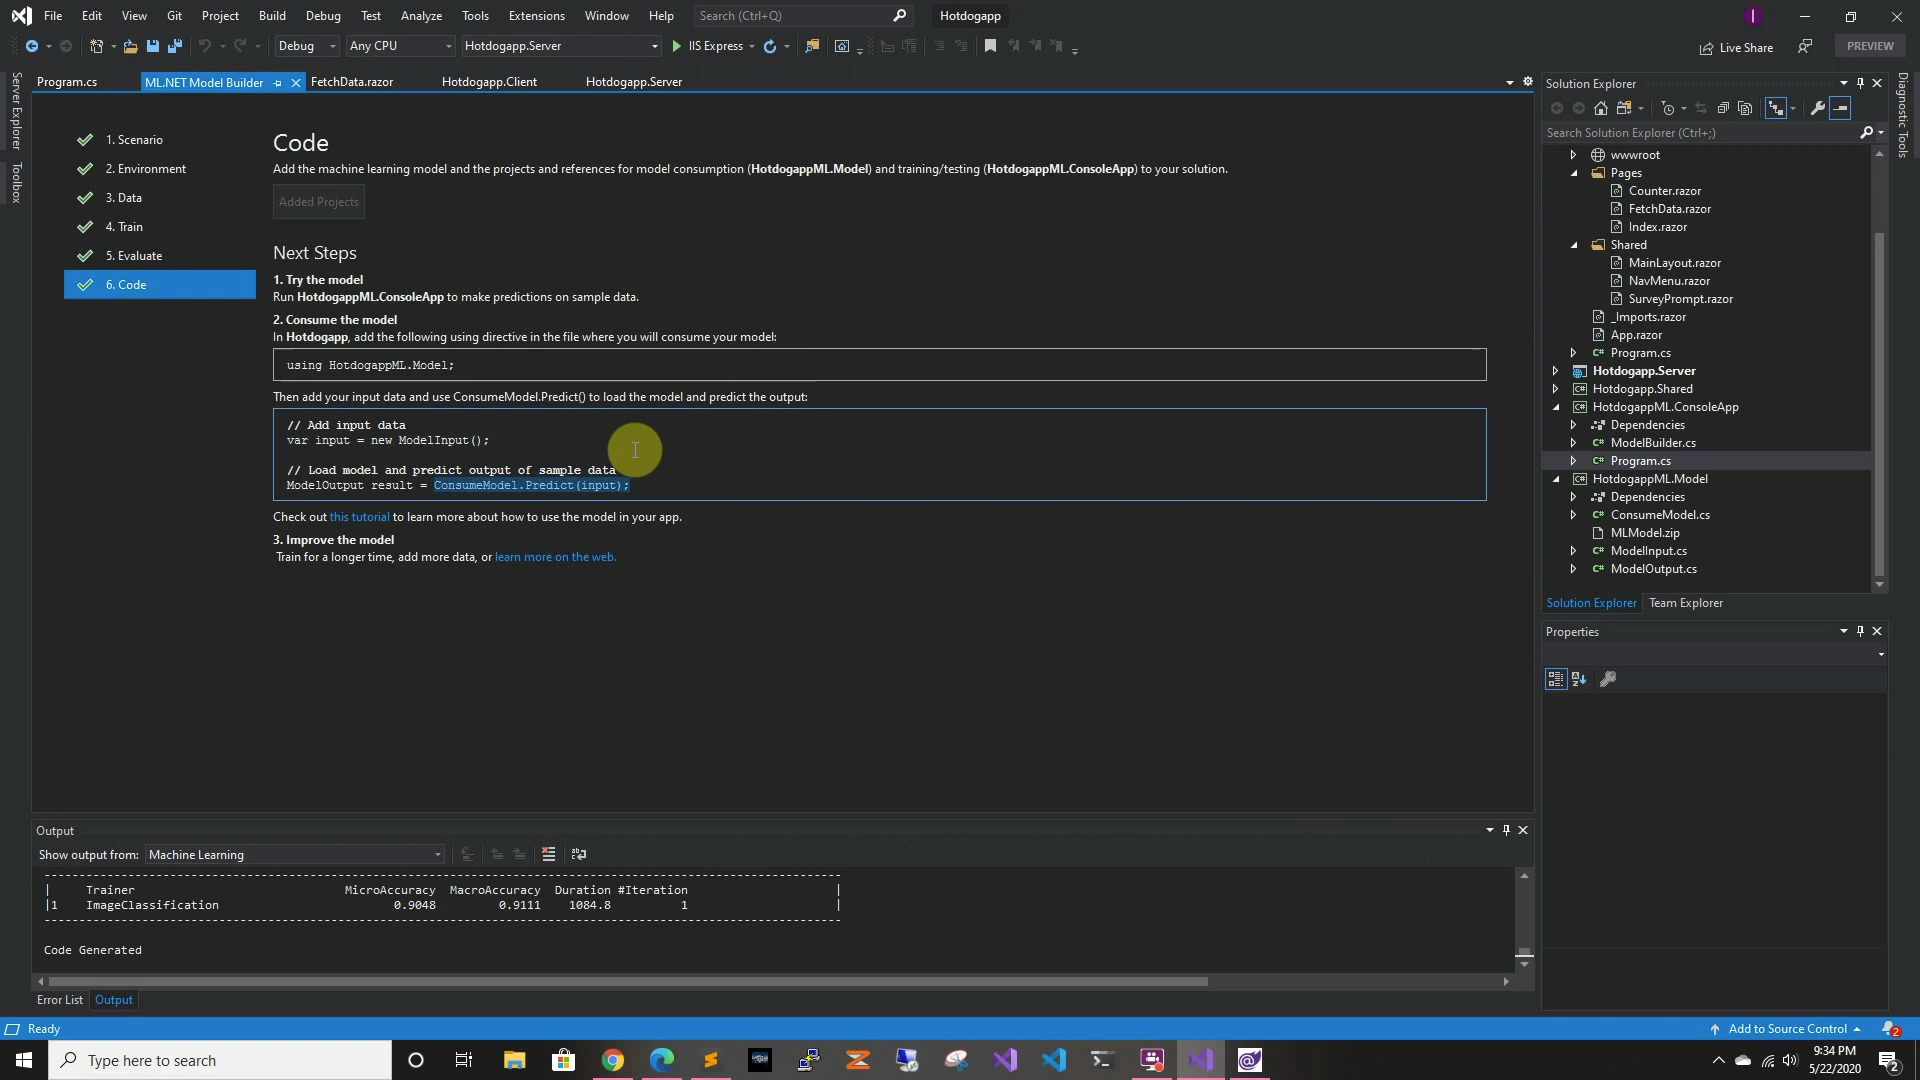 File Edit View Git Project Build Debug Test Analyze Tools Extensions Window Help Search (Ctrl+Q) Hotdogapp I
Debug Any CPU Hotdogapp.Server IIS Express Live Share PREVIEW
Server Explorer
Toolbox
Program.cs ML.NET Model Builder FetchData.razor Hotdogapp.Client Hotdogapp.Server
1. Scenario
2. Environment
3. Data
4. Train
5. Evaluate
6. Code
Code
Add the machine learning model and the projects and references for model consumption (HotdogappML.Model) and training/testing (HotdogappML.ConsoleApp) to your solution.
Added Projects
Next Steps
1. Try the model
Run HotdogappML.ConsoleApp to make predictions on sample data.
2. Consume the model
In Hotdogapp, add the following using directive in the file where you will consume your model:
using HotdogappML.Model;
Then add your input data and use ConsumeModel.Predict() to load the model and predict the output:
// Add input data
var input = new ModelInput();
// Load model and predict output of sample data
ModelOutput result = ConsumeModel.Predict(input);
Check out this tutorial to learn more about how to use the model in your app.
3. Improve the model
Train for a longer time, add more data, or learn more on the web.
Solution Explorer
Search Solution Explorer (Ctrl+;)
wwwroot
Pages
Counter.razor
FetchData.razor
Index.razor
Shared
MainLayout.razor
NavMenu.razor
SurveyPrompt.razor
_Imports.razor
App.razor
C# Program.cs
Hotdogapp.Server
C# Hotdogapp.Shared
C# HotdogappML.ConsoleApp
Dependencies
C# ModelBuilder.cs
C# Program.cs
C# HotdogappML.Model
Dependencies
C# ConsumeModel.cs
MLModel.zip
C# ModelInput.cs
C# ModelOutput.cs
Solution Explorer Team Explorer
Properties
Diagnostic Tools
Output
Show output from: Machine Learning
--------------------------------------------------------------------------------
| Trainer MicroAccuracy MacroAccuracy Duration #Iteration |
|1 ImageClassification 0.9048 0.9111 1084.8 1 |
--------------------------------------------------------------------------------
Code Generated
Error List Output
Ready Add to Source Control 2
Type here to search
9:34 PM
5/22/2020
2